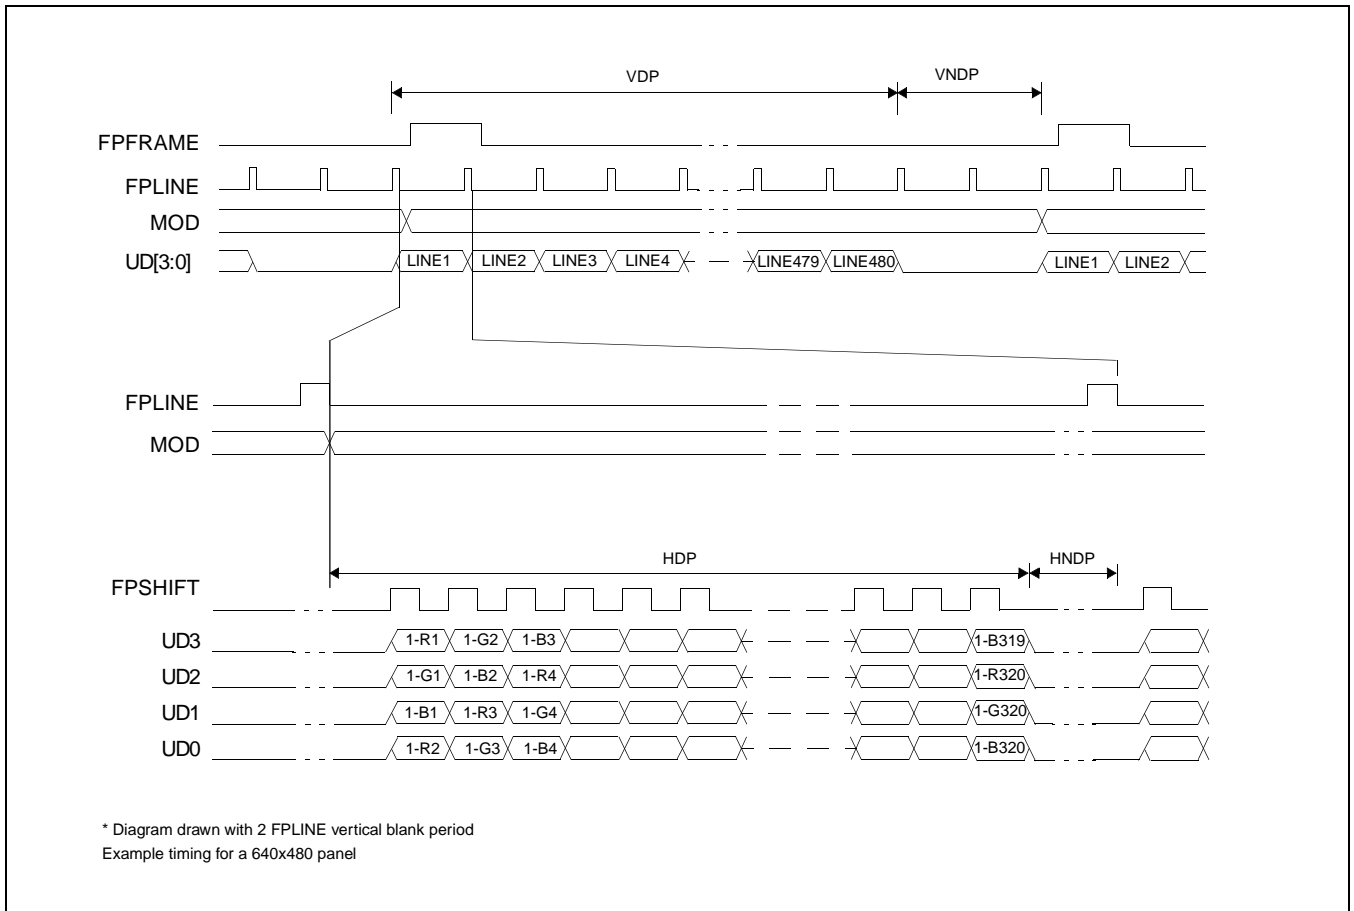 VDP VNDP
FPFRAME
FPLINE
MOD
UD[3:0] LINE1 LINE2 LINE3 LINE4 LINE479 LINE480 LINE1 LINE2
FPLINE
MOD
HDP HNDP
FPSHIFT
UD3 1-R1 1-G2 1-B3 1-B319
UD2 1-G1 1-B2 1-R4 1-R320
UD1 1-B1 1-R3 1-G4 1-G320
UD0 1-R2 1-G3 1-B4 1-B320
* Diagram drawn with 2 FPLINE vertical blank period
Example timing for a 640x480 panel